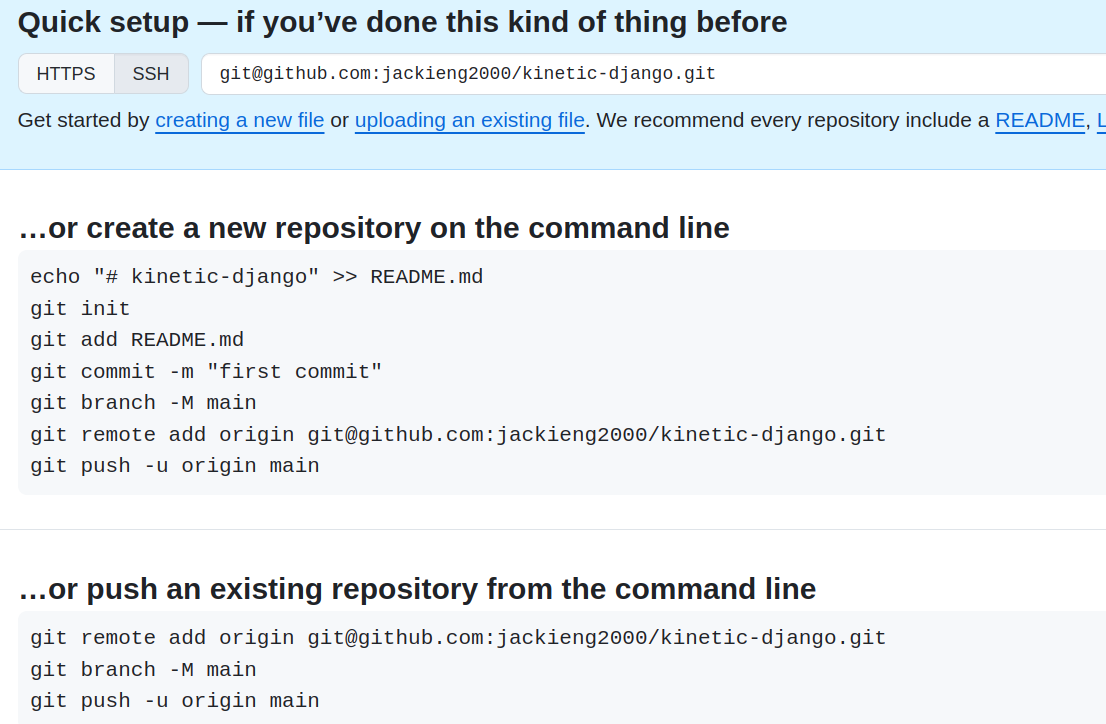 Quick setup — if you’ve done this kind of thing before
HTTPS SSH git@github.com:jackieng2000/kinetic-django.git
Get started by creating a new file or uploading an existing file. We recommend every repository include a README, L
…or create a new repository on the command line
echo "# kinetic-django" >> README.md
git init
git add README.md
git commit -m "first commit"
git branch -M main
git remote add origin git@github.com:jackieng2000/kinetic-django.git
git push -u origin main
…or push an existing repository from the command line
git remote add origin git@github.com:jackieng2000/kinetic-django.git
git branch -M main
git push -u origin main